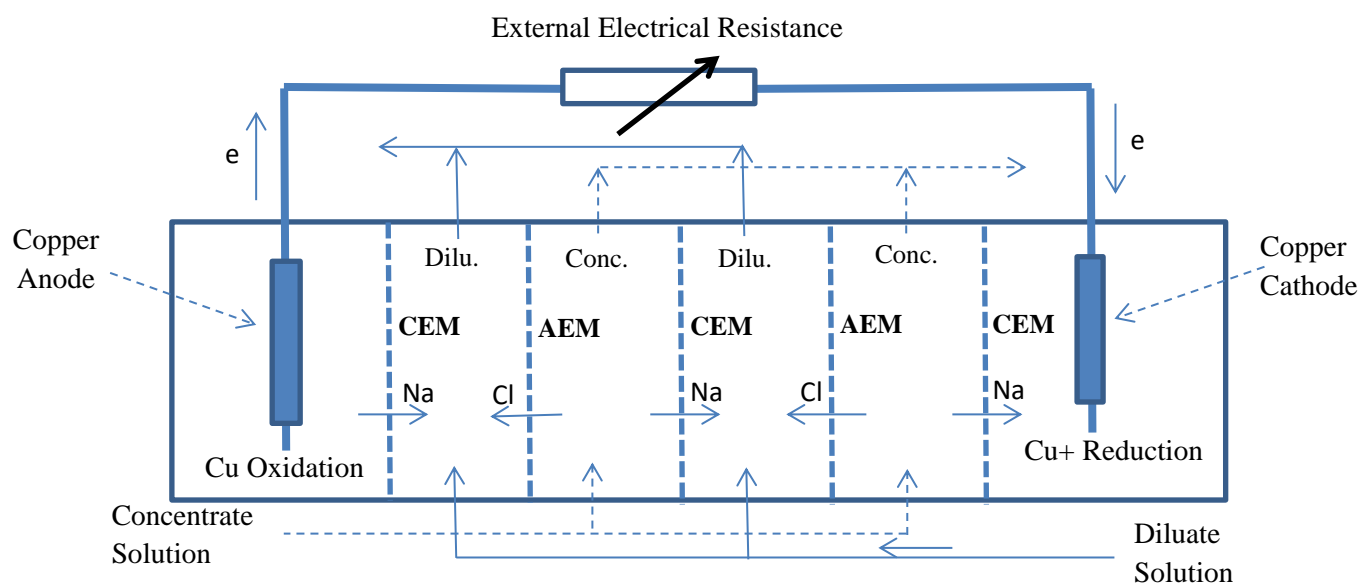 External Electrical Resistance
e
e
Copper
Anode
Dilu.
Conc.
Dilu.
Conc.
Copper
Cathode
CEM
AEM
CEM
AEM
CEM
Na
Cl
Na
Cl
Na
Cu Oxidation
Cu+ Reduction
Concentrate
Solution
Diluate
Solution